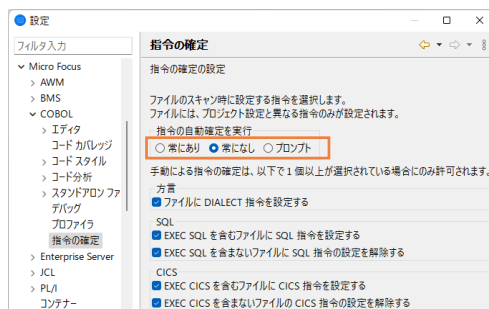 設定
フィルタ入力
Micro Focus
AWM
BMS
COBOL
エディタ
コード カバレッジ
コード スタイル
コード分析
スタンドアロン ファ
デバッグ
プロファイラ
指令の確定
Enterprise Server
JCL
PL/I
コンテナー
指令の確定
指令の確定の設定
ファイルのスキャン時に設定する指令を選択します。
ファイルには、プロジェクト設定と異なる指令のみが設定されます。
指令の自動確定を実行
常にあり 常になし プロンプト
手動による指令の確定は、以下で 1 個以上が選択されている場合にのみ許可されます。
方言
ファイルに DIALECT 指令を設定する
SQL
EXEC SQL を含むファイルに SQL 指令を設定する
EXEC SQL を含まないファイルに SQL 指令の設定を解除する
CICS
EXEC CICS を含むファイルに CICS 指令を設定する
EXEC CICS を含まないファイルの CICS 指令の設定を解除する